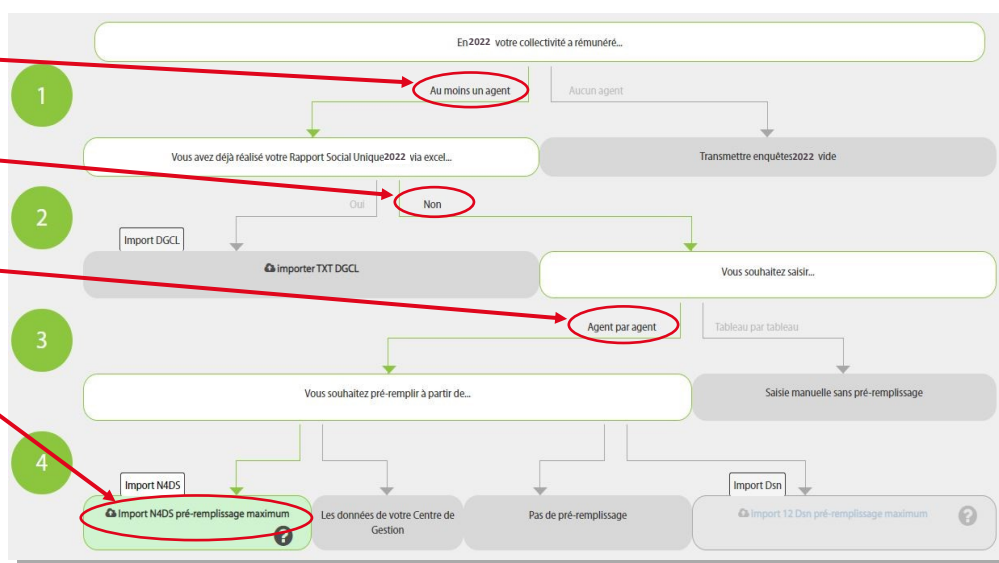 En2022 votre collectivité a rémunéré...
1
Au moins un agent
Aucun agent
Vous avez déjà réalisé votre Rapport Social Unique2022 via excel...
Transmettre enquêtes2022 vide
2
Oui
Non
Import DGCL
importer TXT DGCL
Vous souhaitez saisir...
3
Agent par agent
Tableau par tableau
Vous souhaitez pré-remplir à partir de...
Saisie manuelle sans pré-remplissage
4
Import N4DS
Import Dsn
Import N4DS pré-remplissage maximum
?
Les données de votre Centre de
Gestion
Pas de pré-remplissage
import 12 Dsn pré-remplissage maximum
?